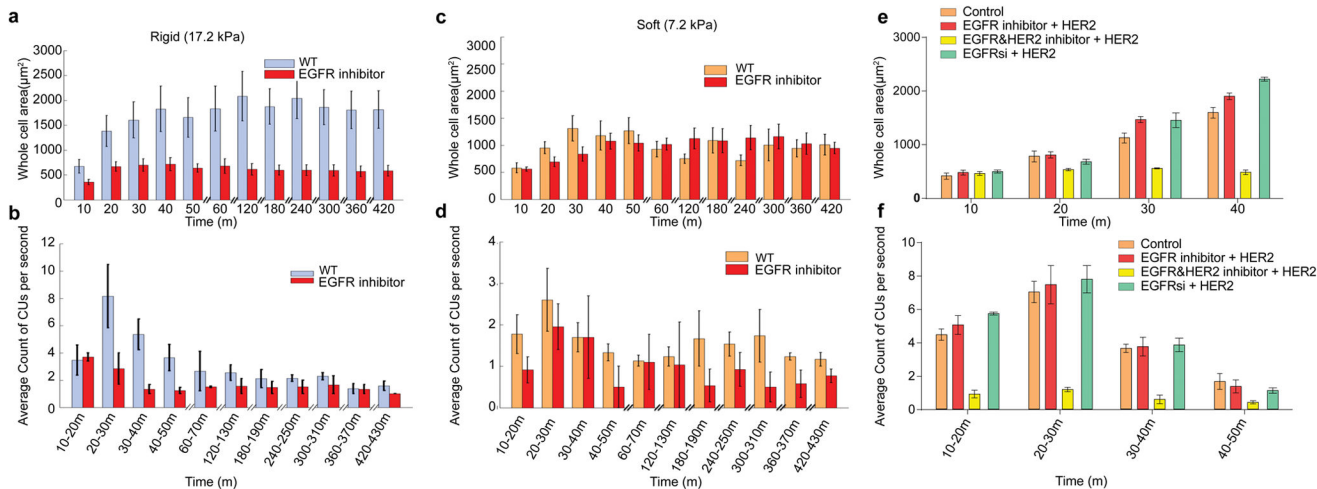 a
Rigid (17.2 kPa)
3000
2500
2000
1500
1000
500
0
Whole cell area(μm²)
WT
EGFR inhibitor
10 20 30 40 50 60 120 180 240 300 360 420
Time (m)
b
12
10
8
6
4
2
0
Average Count of CUs per second
WT
EGFR inhibitor
10-20m 20-30m 30-40m 40-50m 60-70m 120-130m 180-190m 240-250m 300-310m 360-370m 420-430m
Time (m)
c
Soft (7.2 kPa)
3000
2500
2000
1500
1000
500
0
Whole cell area(μm²)
WT
EGFR inhibitor
10 20 30 40 50 60 120 180 240 300 360 420
Time (m)
d
4
3
2
1
0
Average Count of CUs per second
WT
EGFR inhibitor
10-20m 20-30m 30-40m 40-50m 60-70m 120-130m 180-190m 240-250m 300-310m 360-370m 420-430m
Time (m)
e
Control
EGFR inhibitor + HER2
EGFR&HER2 inhibitor + HER2
EGFRsi + HER2
3000
2500
2000
1500
1000
500
0
Whole cell area(μm²)
10 20 30 40
Time (m)
f
Control
EGFR inhibitor + HER2
EGFR&HER2 inhibitor + HER2
EGFRsi + HER2
10
8
6
4
2
0
Average Count of CUs per second
10-20m 20-30m 30-40m 40-50m
Time (m)